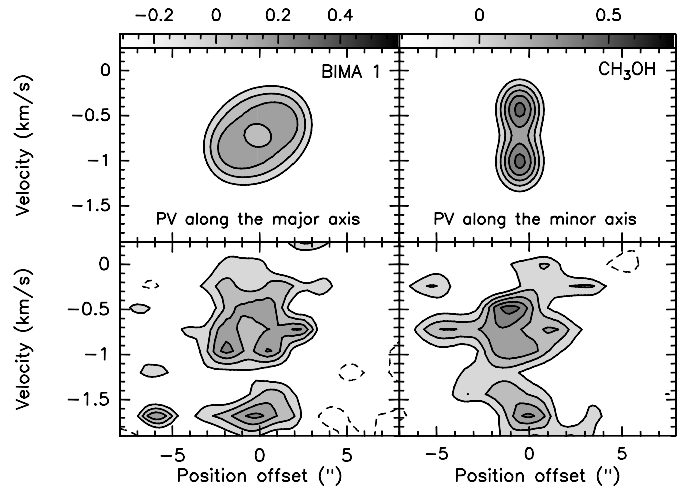 −0.2 0 0.2 0.4 0 0.5
BIMA 1
CH3OH
Velocity (km/s)
0
−0.5
−1
−1.5
PV along the major axis
PV along the minor axis
Velocity (km/s)
0
−0.5
−1
−1.5
−5 0 5 −5 0 5
Position offset (") Position offset (")